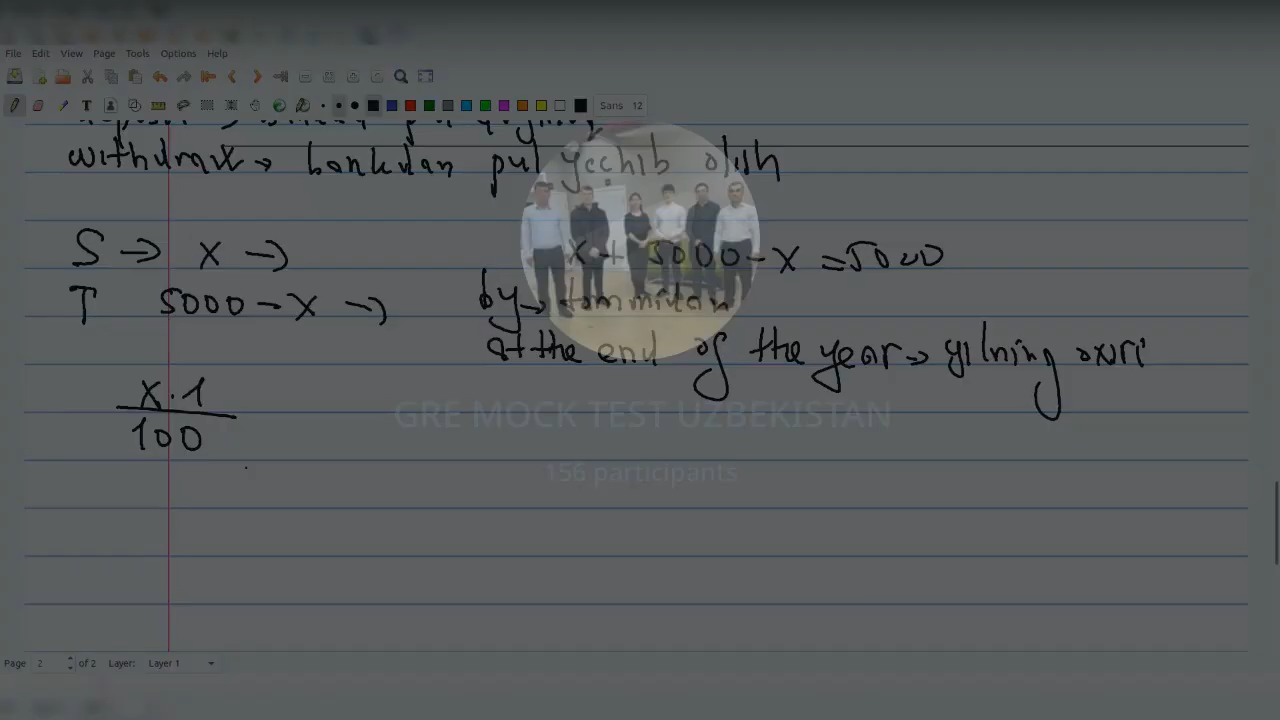 File Edit View Page Tools Options Help
T Sans 12
bankdan pul yechib olish
S → X → X + 5000 - X = 5000
T 5000 - X → by → tommidan
at the end of the year → yilning oxiri
X · 1
100
GRE MOCK TEST UZBEKISTAN
156 participants
Page 2 of 2 Layer: Layer 1